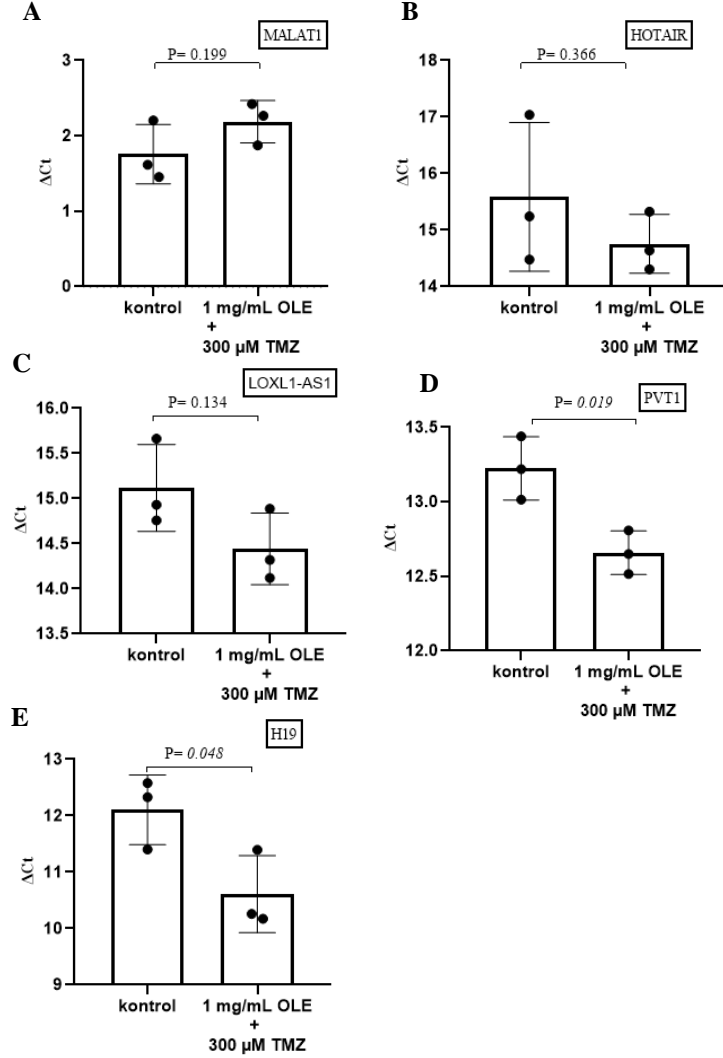 A
MALAT1
P= 0.199
3
2
1
0
ΔCt
kontrol
1 mg/mL OLE
+
300 µM TMZ
B
HOTAIR
P= 0.366
18
17
16
15
14
ΔCt
kontrol
1 mg/mL OLE
+
300 µM TMZ
C
LOXL1-AS1
P= 0.134
16.0
15.5
15.0
14.5
14.0
13.5
ΔCt
kontrol
1 mg/mL OLE
+
300 µM TMZ
D
PVT1
P= 0.019
13.5
13.0
12.5
12.0
ΔCt
kontrol
1 mg/mL OLE
+
300 µM TMZ
E
H19
P= 0.048
13
12
11
10
9
ΔCt
kontrol
1 mg/mL OLE
+
300 µM TMZ